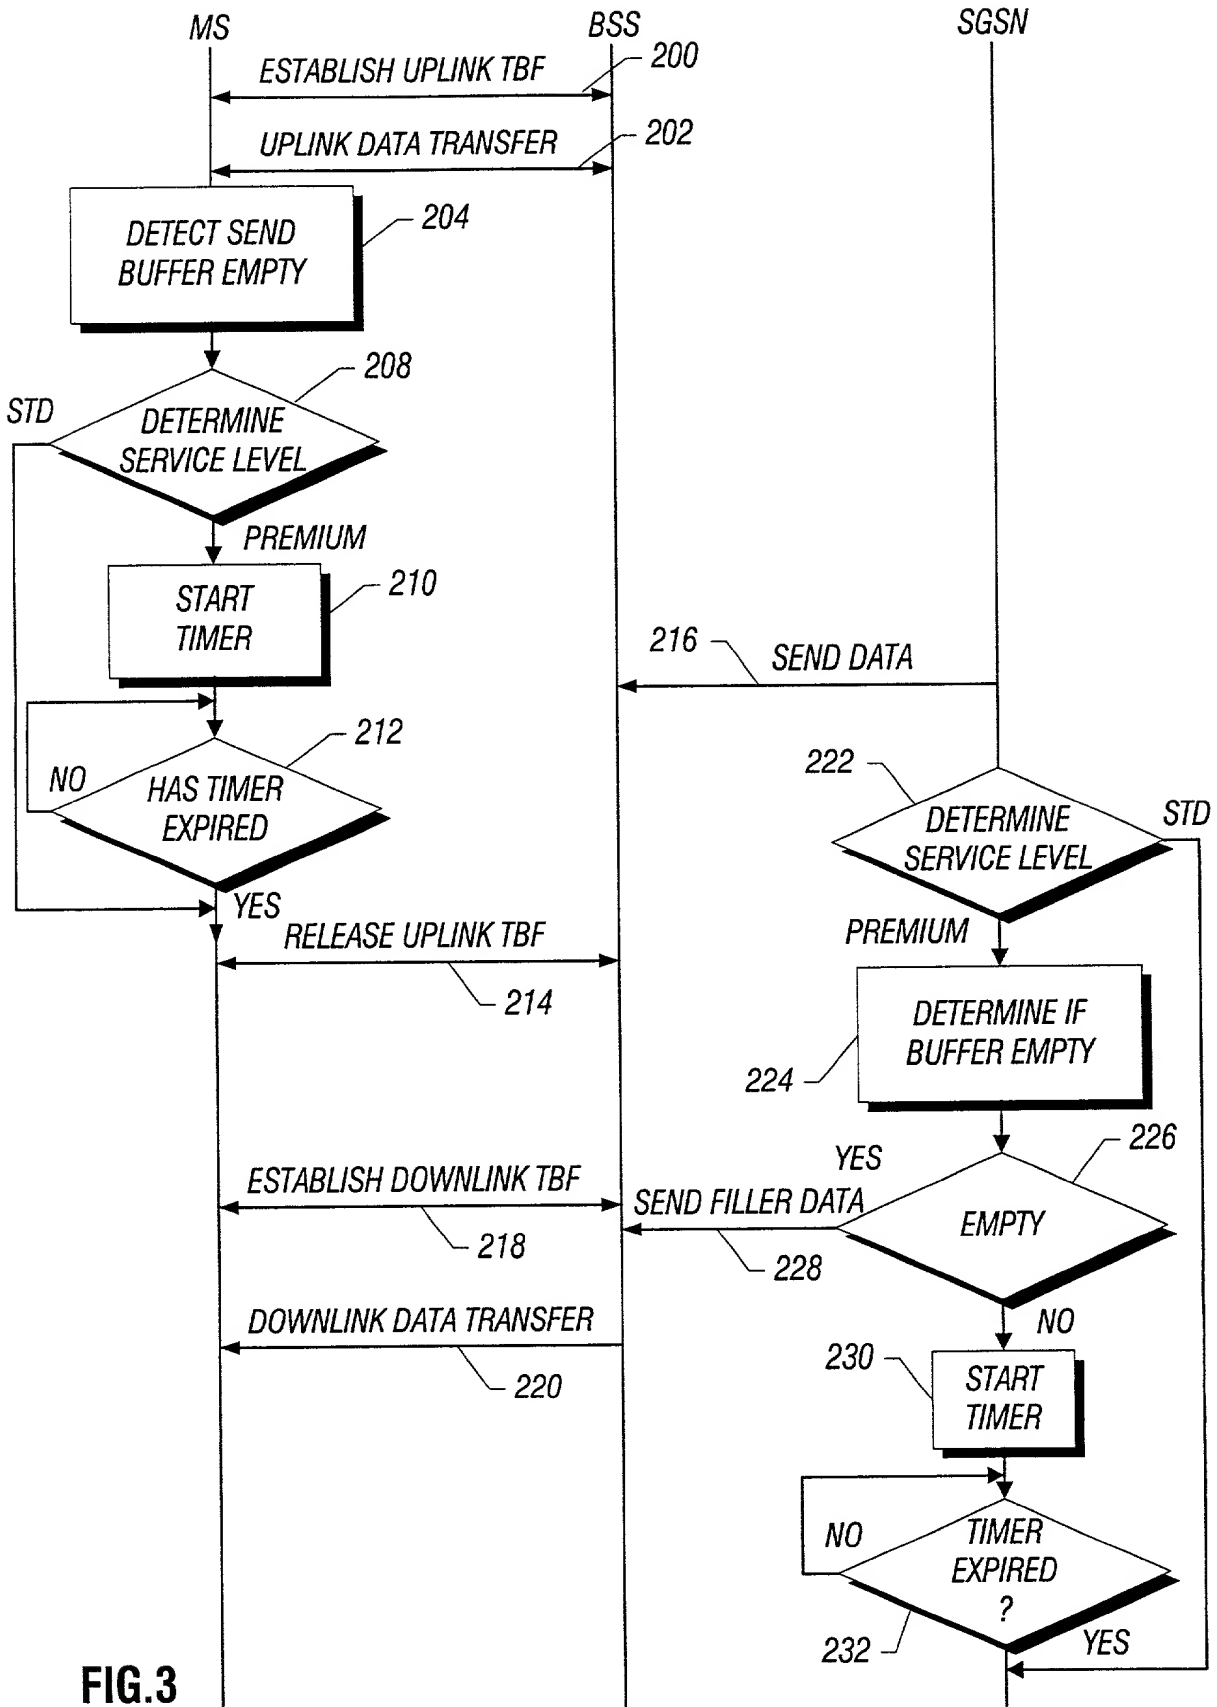 MS
BSS
SGSN
ESTABLISH UPLINK TBF
200
UPLINK DATA TRANSFER
202
DETECT SEND
BUFFER EMPTY
204
208
STD
DETERMINE
SERVICE LEVEL
PREMIUM
START
TIMER
210
216
SEND DATA
212
NO
HAS TIMER
EXPIRED
YES
222
DETERMINE
SERVICE LEVEL
STD
RELEASE UPLINK TBF
214
PREMIUM
DETERMINE IF
BUFFER EMPTY
224
226
YES
ESTABLISH DOWNLINK TBF
218
SEND FILLER DATA
228
EMPTY
NO
DOWNLINK DATA TRANSFER
220
230
START
TIMER
NO
TIMER
EXPIRED
?
232
YES
FIG.3